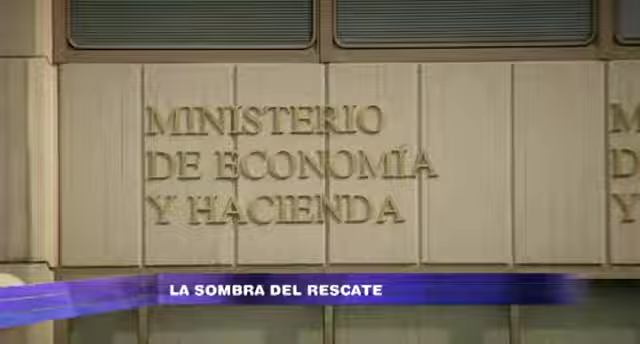 MINISTERIO
DE ECONOMÍA
Y HACIENDA
M
D
Y
LA SOMBRA DEL RESCATE